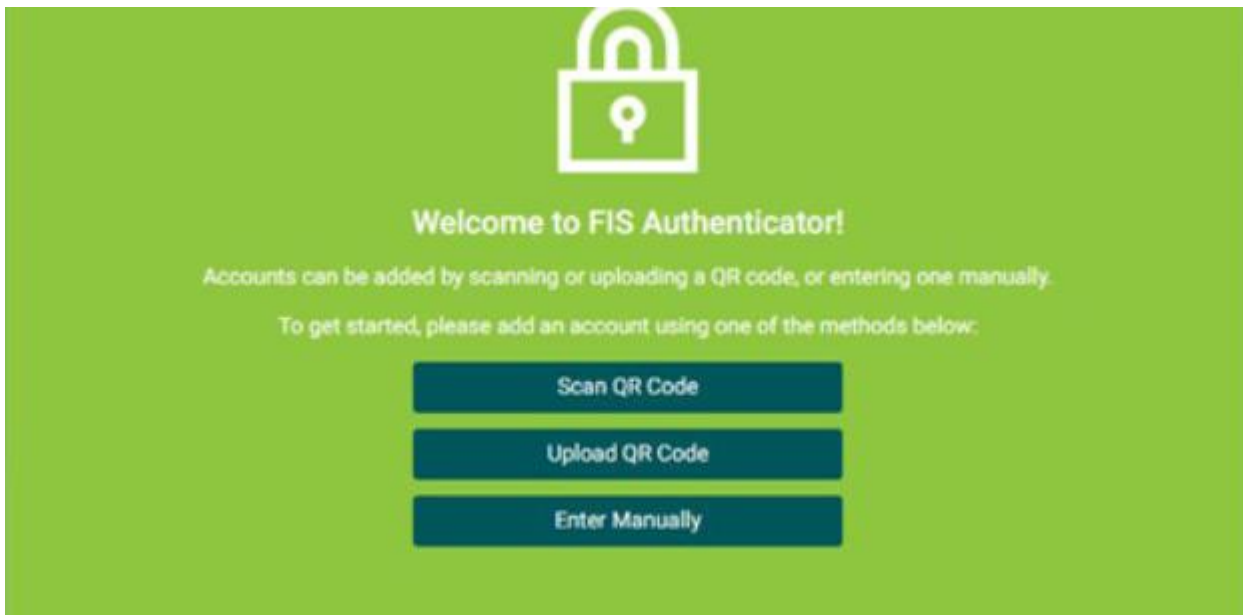 Welcome to FIS Authenticator!
Accounts can be added by scanning or uploading a QR code, or entering one manually.
To get started, please add an account using one of the methods below:
Scan QR Code
Upload QR Code
Enter Manually